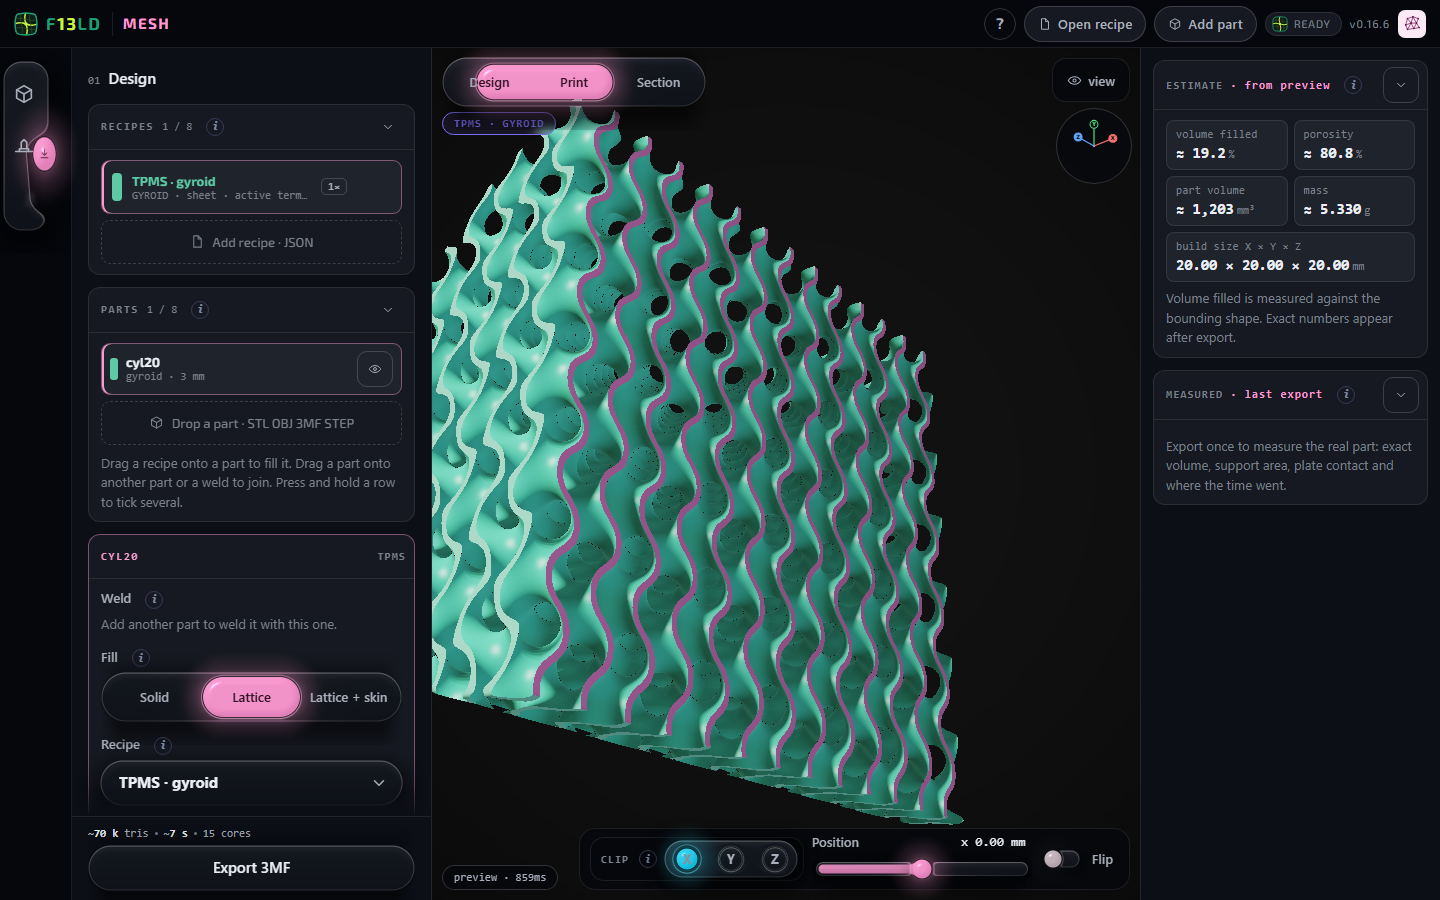 F13LD MESH
? Open recipe Add part READY v0.16.6
01 Design
RECIPES 1 / 8 i
TPMS · gyroid
GYROID · sheet · active term… 1×
Add recipe · JSON
PARTS 1 / 8 i
cyl20
gyroid · 3 mm
Drop a part · STL OBJ 3MF STEP
Drag a recipe onto a part to fill it. Drag a part onto
another part or a weld to join. Press and hold a row
to tick several.
CYL20 TPMS
Weld i
Add another part to weld it with this one.
Fill i
Solid Lattice Lattice + skin
Recipe i
TPMS · gyroid
~70 k tris • ~7 s • 15 cores
Export 3MF
Design Print Section
TPMS · GYROID
view
Y
Z X
preview · 859ms
CLIP i X Y Z
Position x 0.00 mm
Flip
ESTIMATE · from preview i
volume filled
≈ 19.2 %
porosity
≈ 80.8 %
part volume
≈ 1,203 mm³
mass
≈ 5.330 g
build size X × Y × Z
20.00 × 20.00 × 20.00 mm
Volume filled is measured against the
bounding shape. Exact numbers appear
after export.
MEASURED · last export i
Export once to measure the real part: exact
volume, support area, plate contact and
where the time went.